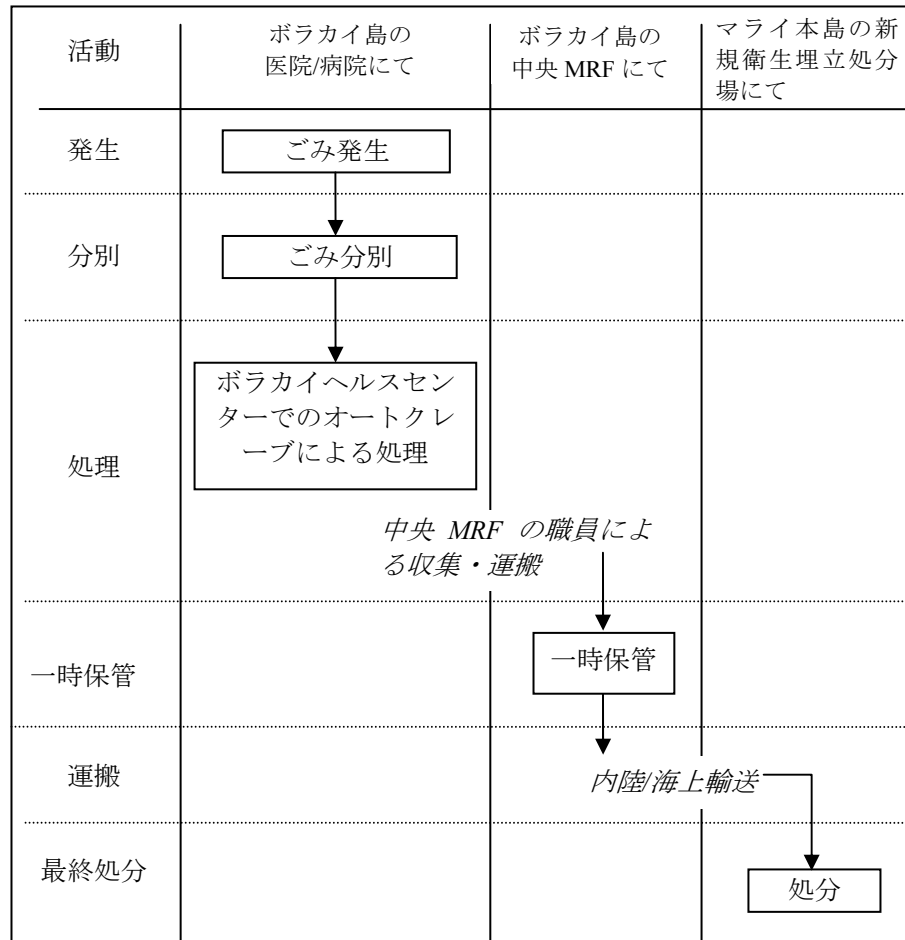 活動
ボラカイ島の
医院/病院にて
ボラカイ島の
中央 MRF にて
マライ本島の新
規衛生埋立処分
場にて
発生
ごみ発生
分別
ごみ分別
処理
ボラカイヘルスセン
ターでのオートクレ
ーブによる処理
中央 MRF の職員によ
る収集・運搬
一時保管
一時保管
運搬
内陸/海上輸送
最終処分
処分